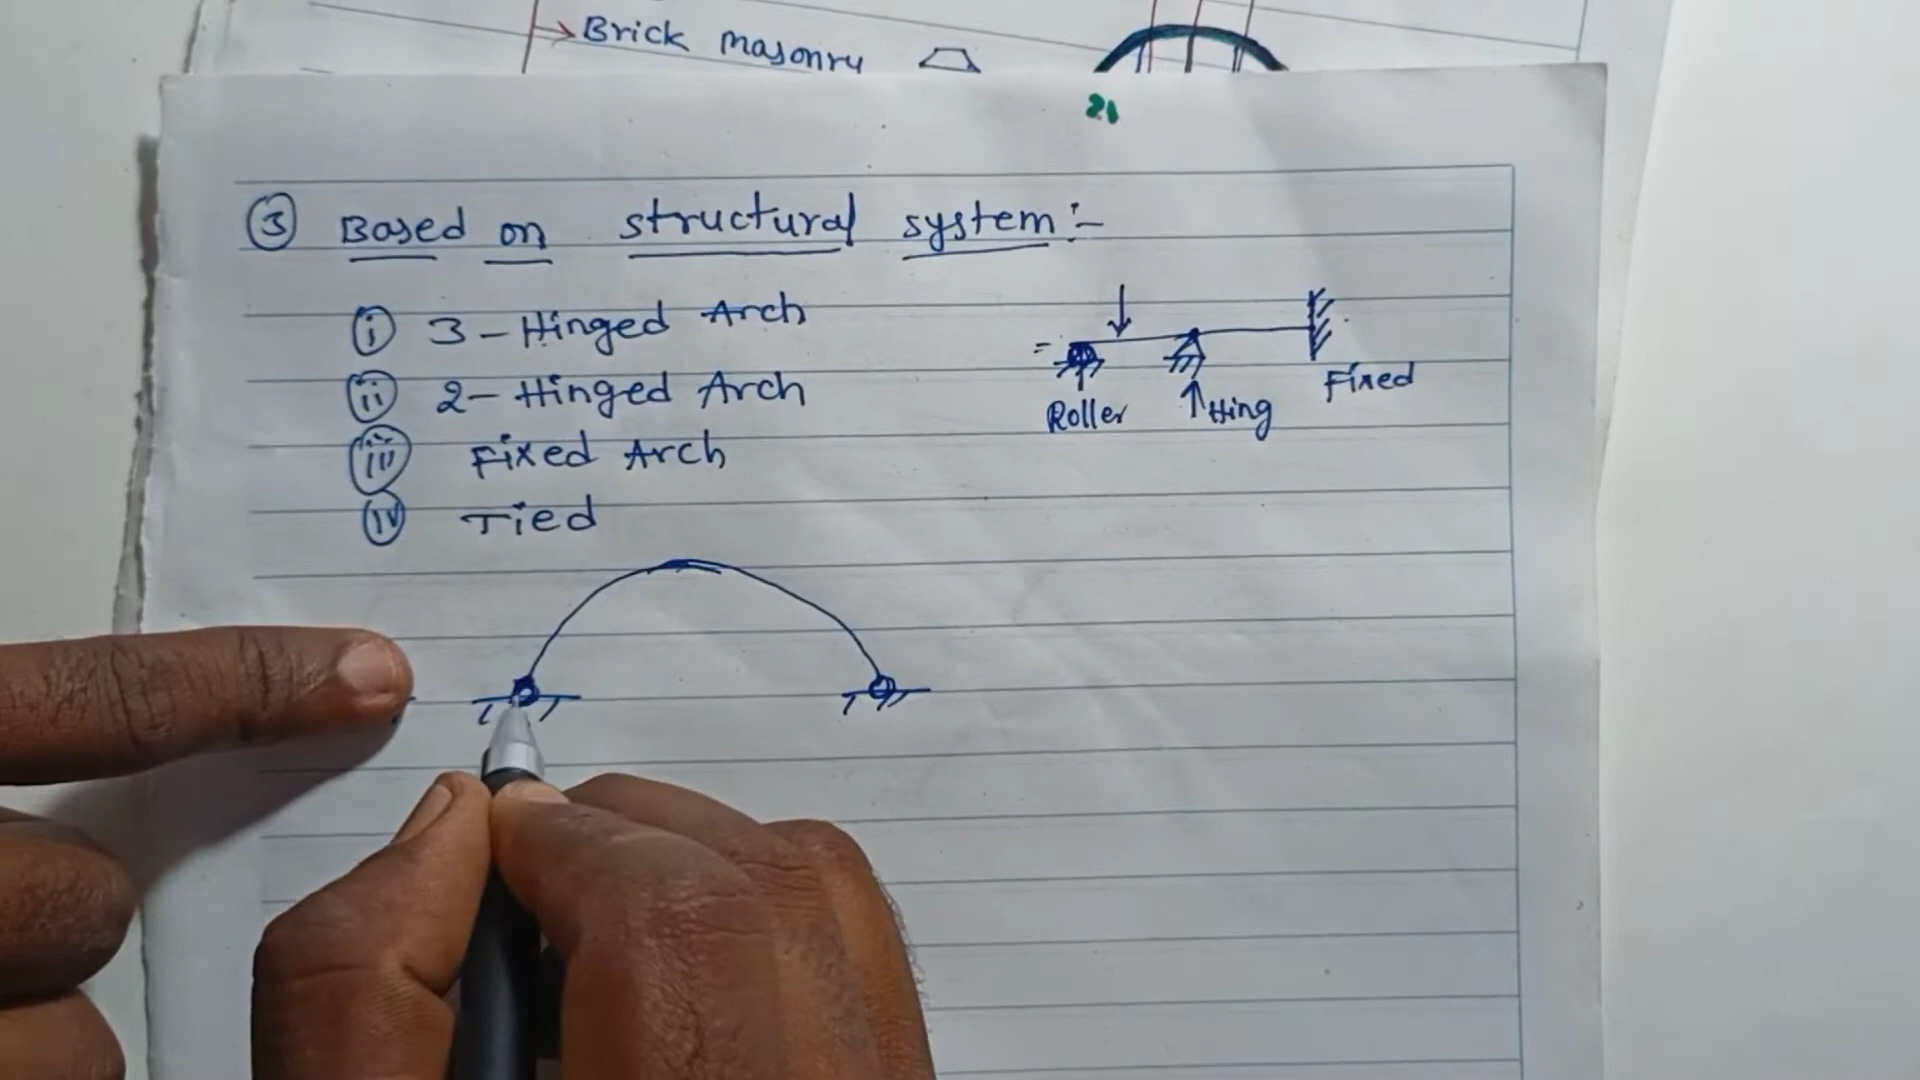 → Brick masonry
③ Based on structural system :-
(i) 3-Hinged Arch
(ii) 2-Hinged Arch
(iii) Fixed Arch
(iv) Tied
Roller
Hing
Fixed